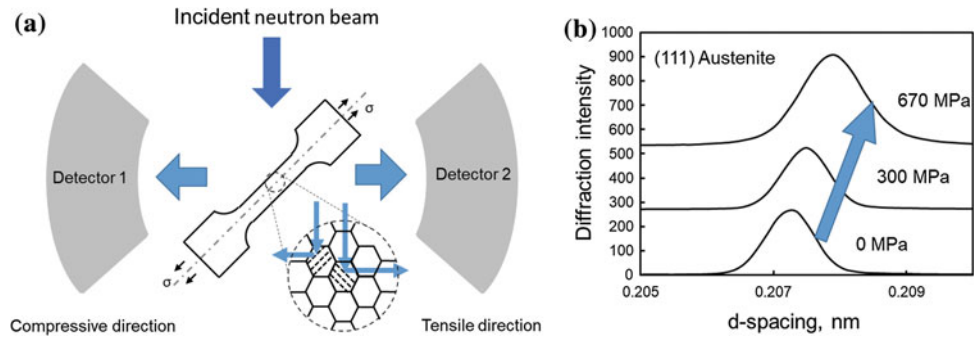 (a)
Incident neutron beam
σ
Detector 1
Detector 2
σ
Compressive direction
Tensile direction
(b)
1000
900
800
700
600
500
400
300
200
100
0
Diffraction intensity
(111) Austenite
670 MPa
300 MPa
0 MPa
0.205
0.207
0.209
d-spacing, nm